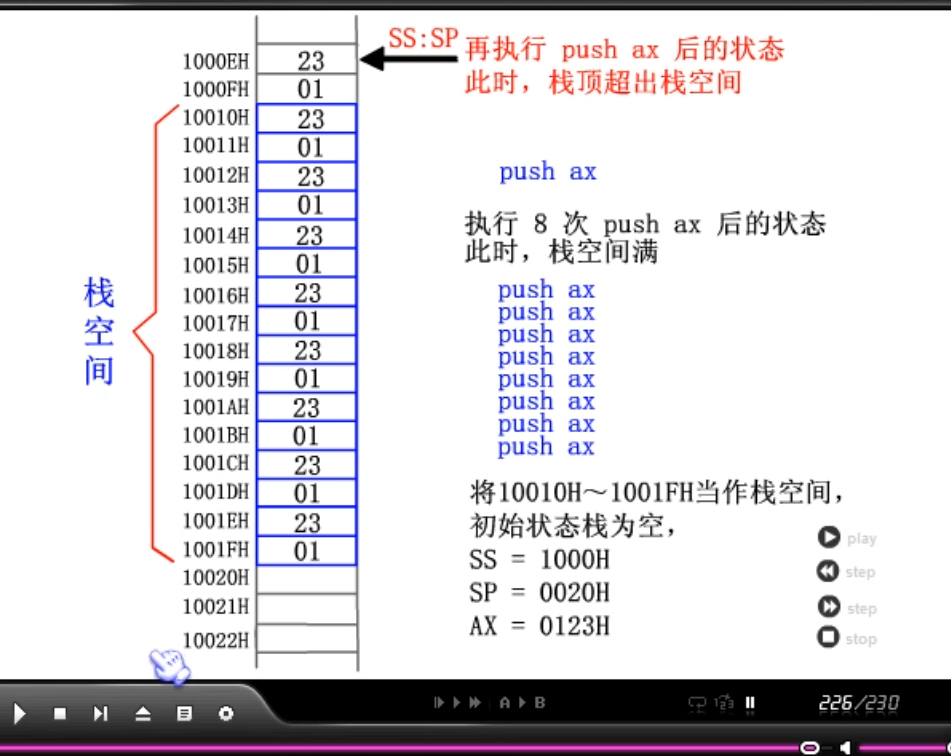 SS:SP
再执行 push ax 后的状态
此时，栈顶超出栈空间
1000EH 23
1000FH 01
10010H 23
10011H 01
10012H 23
10013H 01
10014H 23
10015H 01
10016H 23
10017H 01
10018H 23
10019H 01
1001AH 23
1001BH 01
1001CH 23
1001DH 01
1001EH 23
1001FH 01
10020H
10021H
10022H
栈空间
push ax
执行 8 次 push ax 后的状态
此时，栈空间满
push ax
push ax
push ax
push ax
push ax
push ax
push ax
push ax
将10010H～1001FH当作栈空间，
初始状态栈为空，
SS = 1000H
SP = 0020H
AX = 0123H
play
step
step
stop
A B
123
226/230